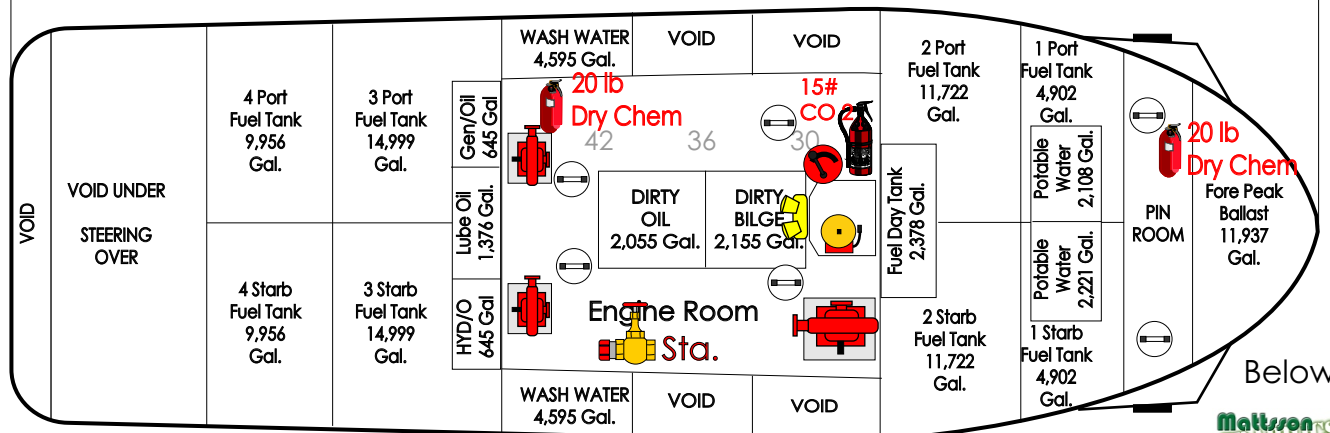 VOID
VOID UNDER
STEERING
OVER
4 Port
Fuel Tank
9,956
Gal.
4 Starb
Fuel Tank
9,956
Gal.
3 Port
Fuel Tank
14,999
Gal.
3 Starb
Fuel Tank
14,999
Gal.
Gen/Oil
645 Gal
Lube Oil
1,376 Gal.
HYD/O
645 Gal
WASH WATER
4,595 Gal.
VOID
VOID
20 lb
Dry Chem
15#
CO 2
42
36
30
DIRTY
OIL
2,055 Gal.
DIRTY
BILGE
2,155 Gal.
Engine Room
Sta.
WASH WATER
4,595 Gal.
VOID
VOID
Fuel Day Tank
2,378 Gal.
2 Port
Fuel Tank
11,722
Gal.
2 Starb
Fuel Tank
11,722
Gal.
1 Port
Fuel Tank
4,902
Gal.
Potable
Water
2,108 Gal.
Potable
Water
2,221 Gal.
1 Starb
Fuel Tank
4,902
Gal.
PIN
ROOM
20 lb
Dry Chem
Fore Peak
Ballast
11,937
Gal.
Below
Mattsson